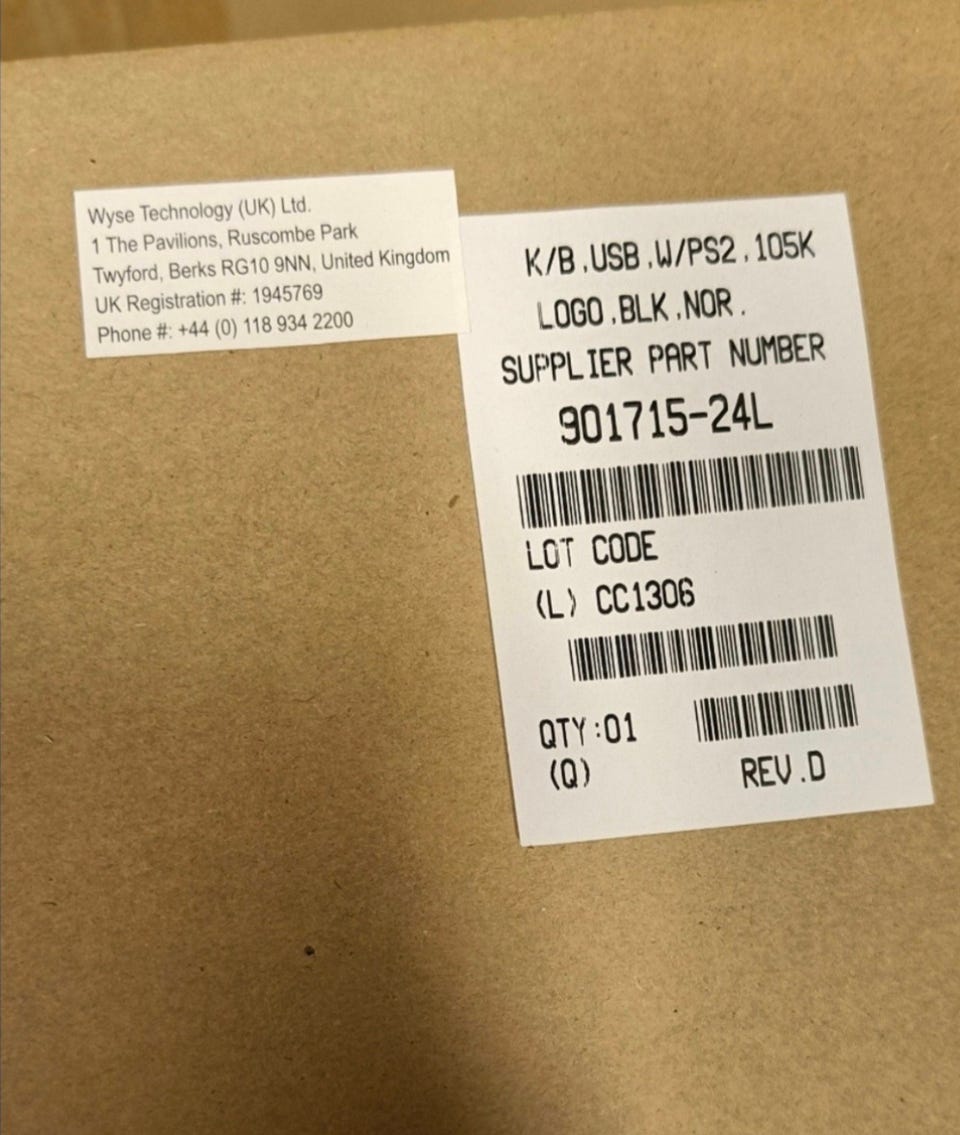 Wyse Technology (UK) Ltd.
1 The Pavilions, Ruscombe Park
Twyford, Berks RG10 9NN, United Kingdom
UK Registration #: 1945769
Phone #: +44 (0) 118 934 2200
K/B.USB.W/PS2.105K
LOGO.BLK.NOR.
SUPPLIER PART NUMBER
901715-24L
LOT CODE
(L) CC1306
QTY:01
(Q)
REV.D